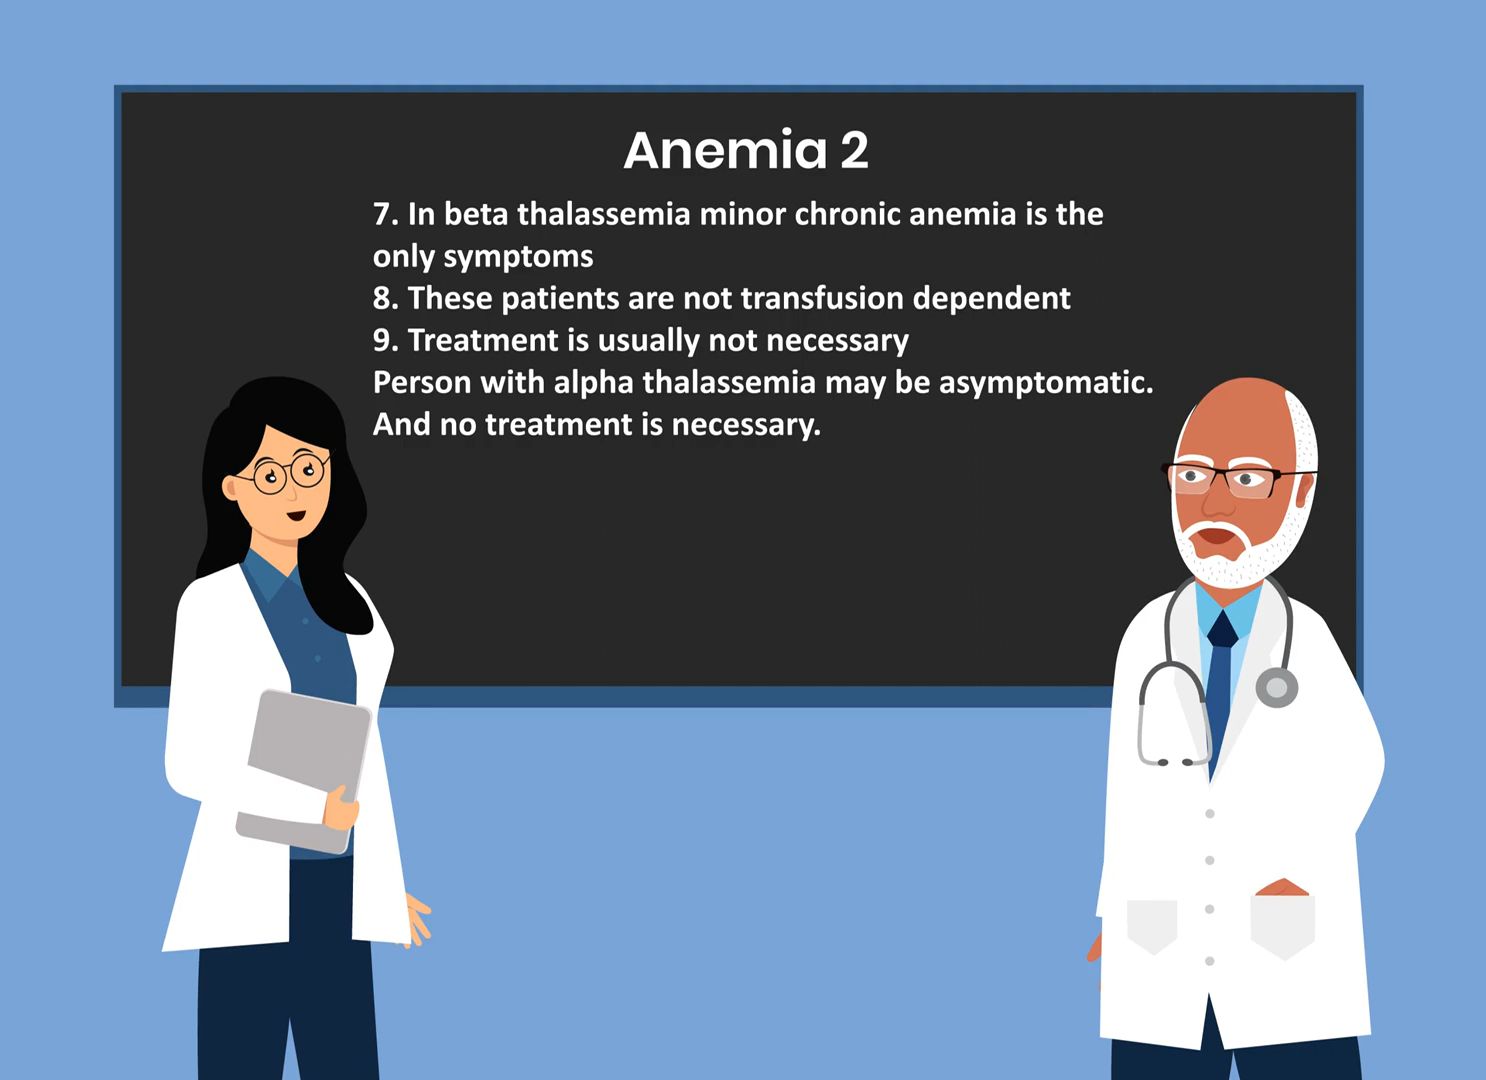 Anemia 2
7. In beta thalassemia minor chronic anemia is the
only symptoms
8. These patients are not transfusion dependent
9. Treatment is usually not necessary
Person with alpha thalassemia may be asymptomatic.
And no treatment is necessary.